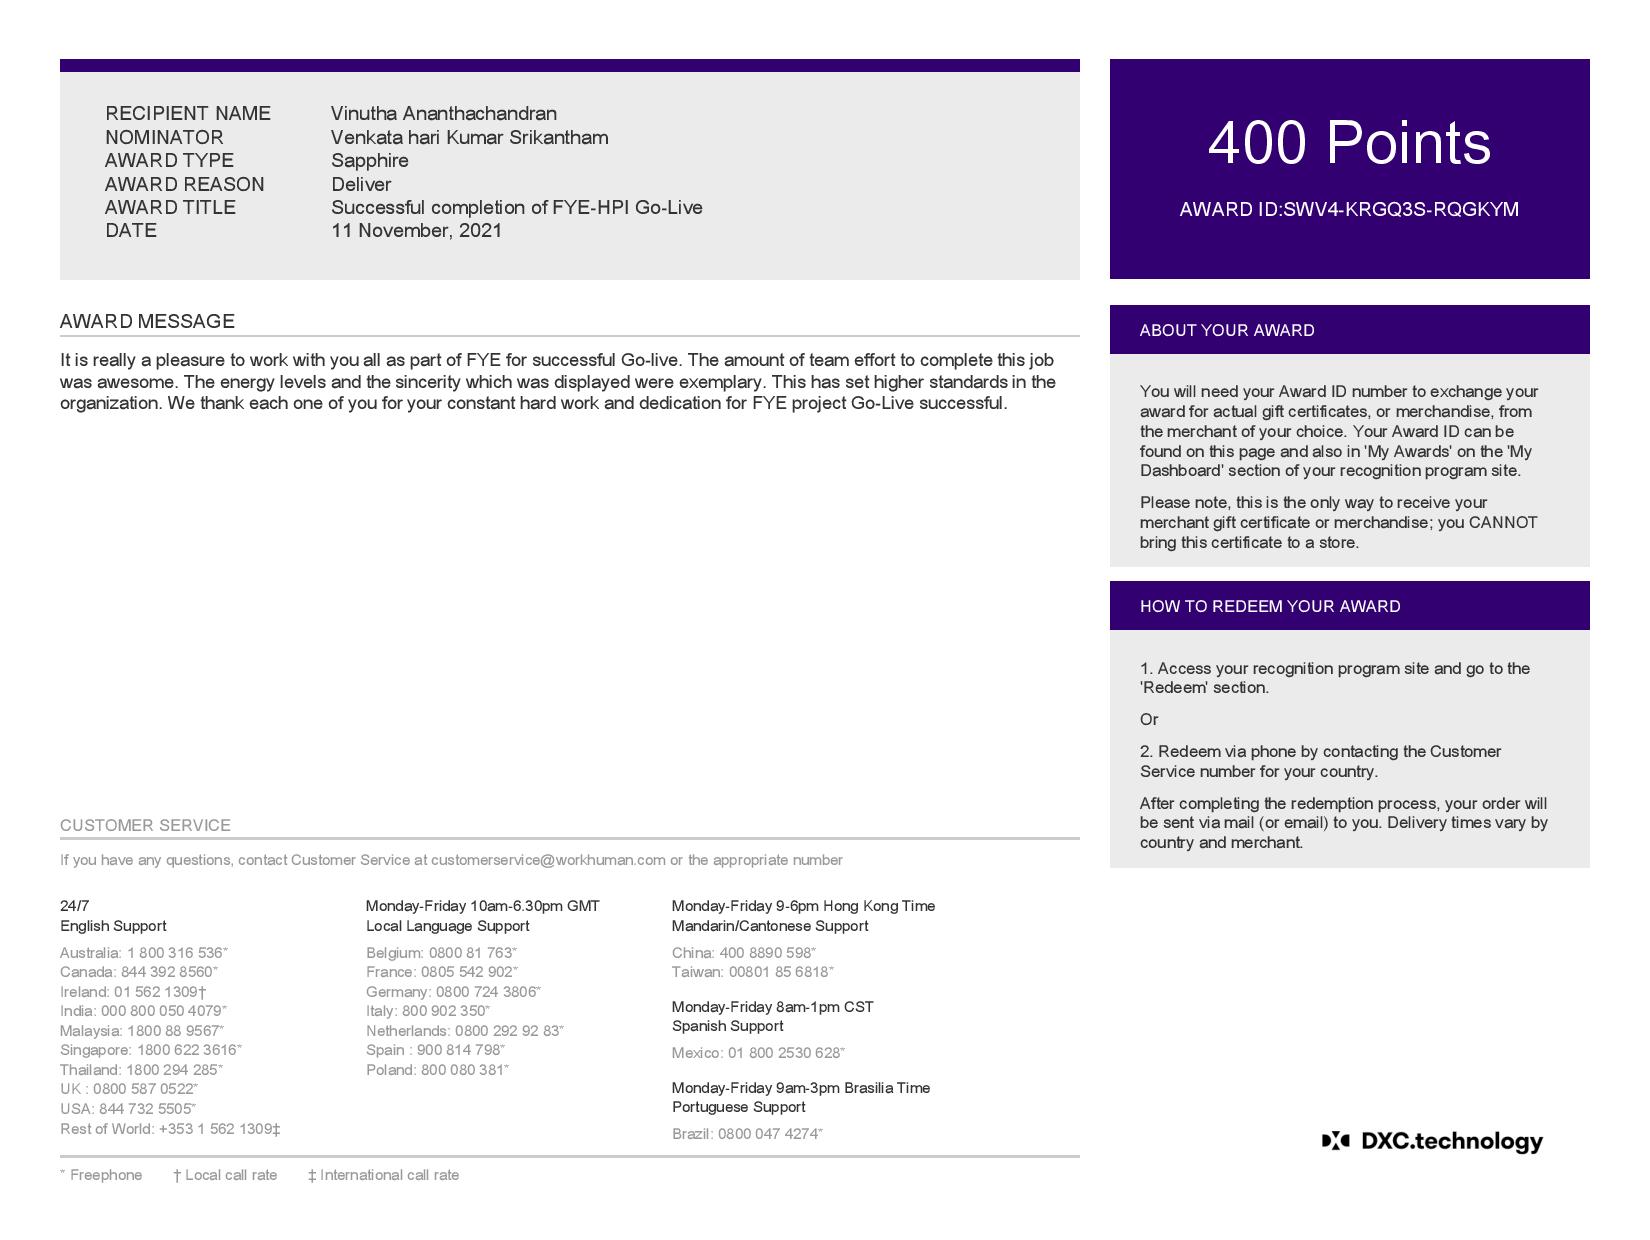 RECIPIENT NAME Vinutha Ananthachandran
NOMINATOR Venkata hari Kumar Srikantham
AWARD TYPE Sapphire
AWARD REASON Deliver
AWARD TITLE Successful completion of FYE-HPI Go-Live
DATE 11 November, 2021
400 Points
AWARD ID:SWV4-KRGQ3S-RQGKYM
AWARD MESSAGE
It is really a pleasure to work with you all as part of FYE for successful Go-live. The amount of team effort to complete this job
was awesome. The energy levels and the sincerity which was displayed were exemplary. This has set higher standards in the
organization. We thank each one of you for your constant hard work and dedication for FYE project Go-Live successful.
ABOUT YOUR AWARD
You will need your Award ID number to exchange your
award for actual gift certificates, or merchandise, from
the merchant of your choice. Your Award ID can be
found on this page and also in 'My Awards' on the 'My
Dashboard' section of your recognition program site.
Please note, this is the only way to receive your
merchant gift certificate or merchandise; you CANNOT
bring this certificate to a store.
HOW TO REDEEM YOUR AWARD
1. Access your recognition program site and go to the
'Redeem' section.
Or
2. Redeem via phone by contacting the Customer
Service number for your country.
After completing the redemption process, your order will
be sent via mail (or email) to you. Delivery times vary by
country and merchant.
CUSTOMER SERVICE
If you have any questions, contact Customer Service at customerservice@workhuman.com or the appropriate number
24/7
English Support
Australia: 1 800 316 536*
Canada: 844 392 8560*
Ireland: 01 562 1309†
India: 000 800 050 4079*
Malaysia: 1800 88 9567*
Singapore: 1800 622 3616*
Thailand: 1800 294 285*
UK : 0800 587 0522*
USA: 844 732 5505*
Rest of World: +353 1 562 1309‡
Monday-Friday 10am-6.30pm GMT
Local Language Support
Belgium: 0800 81 763*
France: 0805 542 902*
Germany: 0800 724 3806*
Italy: 800 902 350*
Netherlands: 0800 292 92 83*
Spain : 900 814 798*
Poland: 800 080 381*
Monday-Friday 9-6pm Hong Kong Time
Mandarin/Cantonese Support
China: 400 8890 598*
Taiwan: 00801 85 6818*
Monday-Friday 8am-1pm CST
Spanish Support
Mexico: 01 800 2530 628*
Monday-Friday 9am-3pm Brasilia Time
Portuguese Support
Brazil: 0800 047 4274*
* Freephone † Local call rate ‡ International call rate
DXC.technology